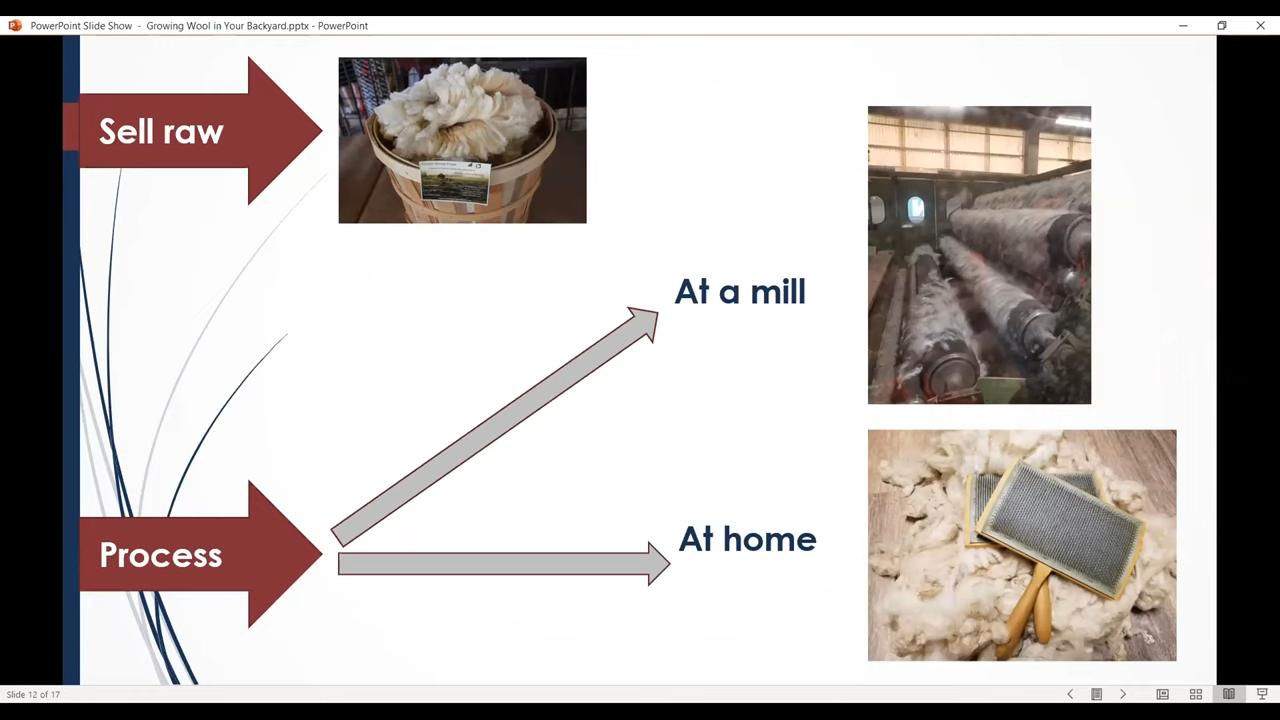 PowerPoint Slide Show - Growing Wool in Your Backyard.pptx - PowerPoint
Sell raw
At a mill
At home
Process
Slide 12 of 17